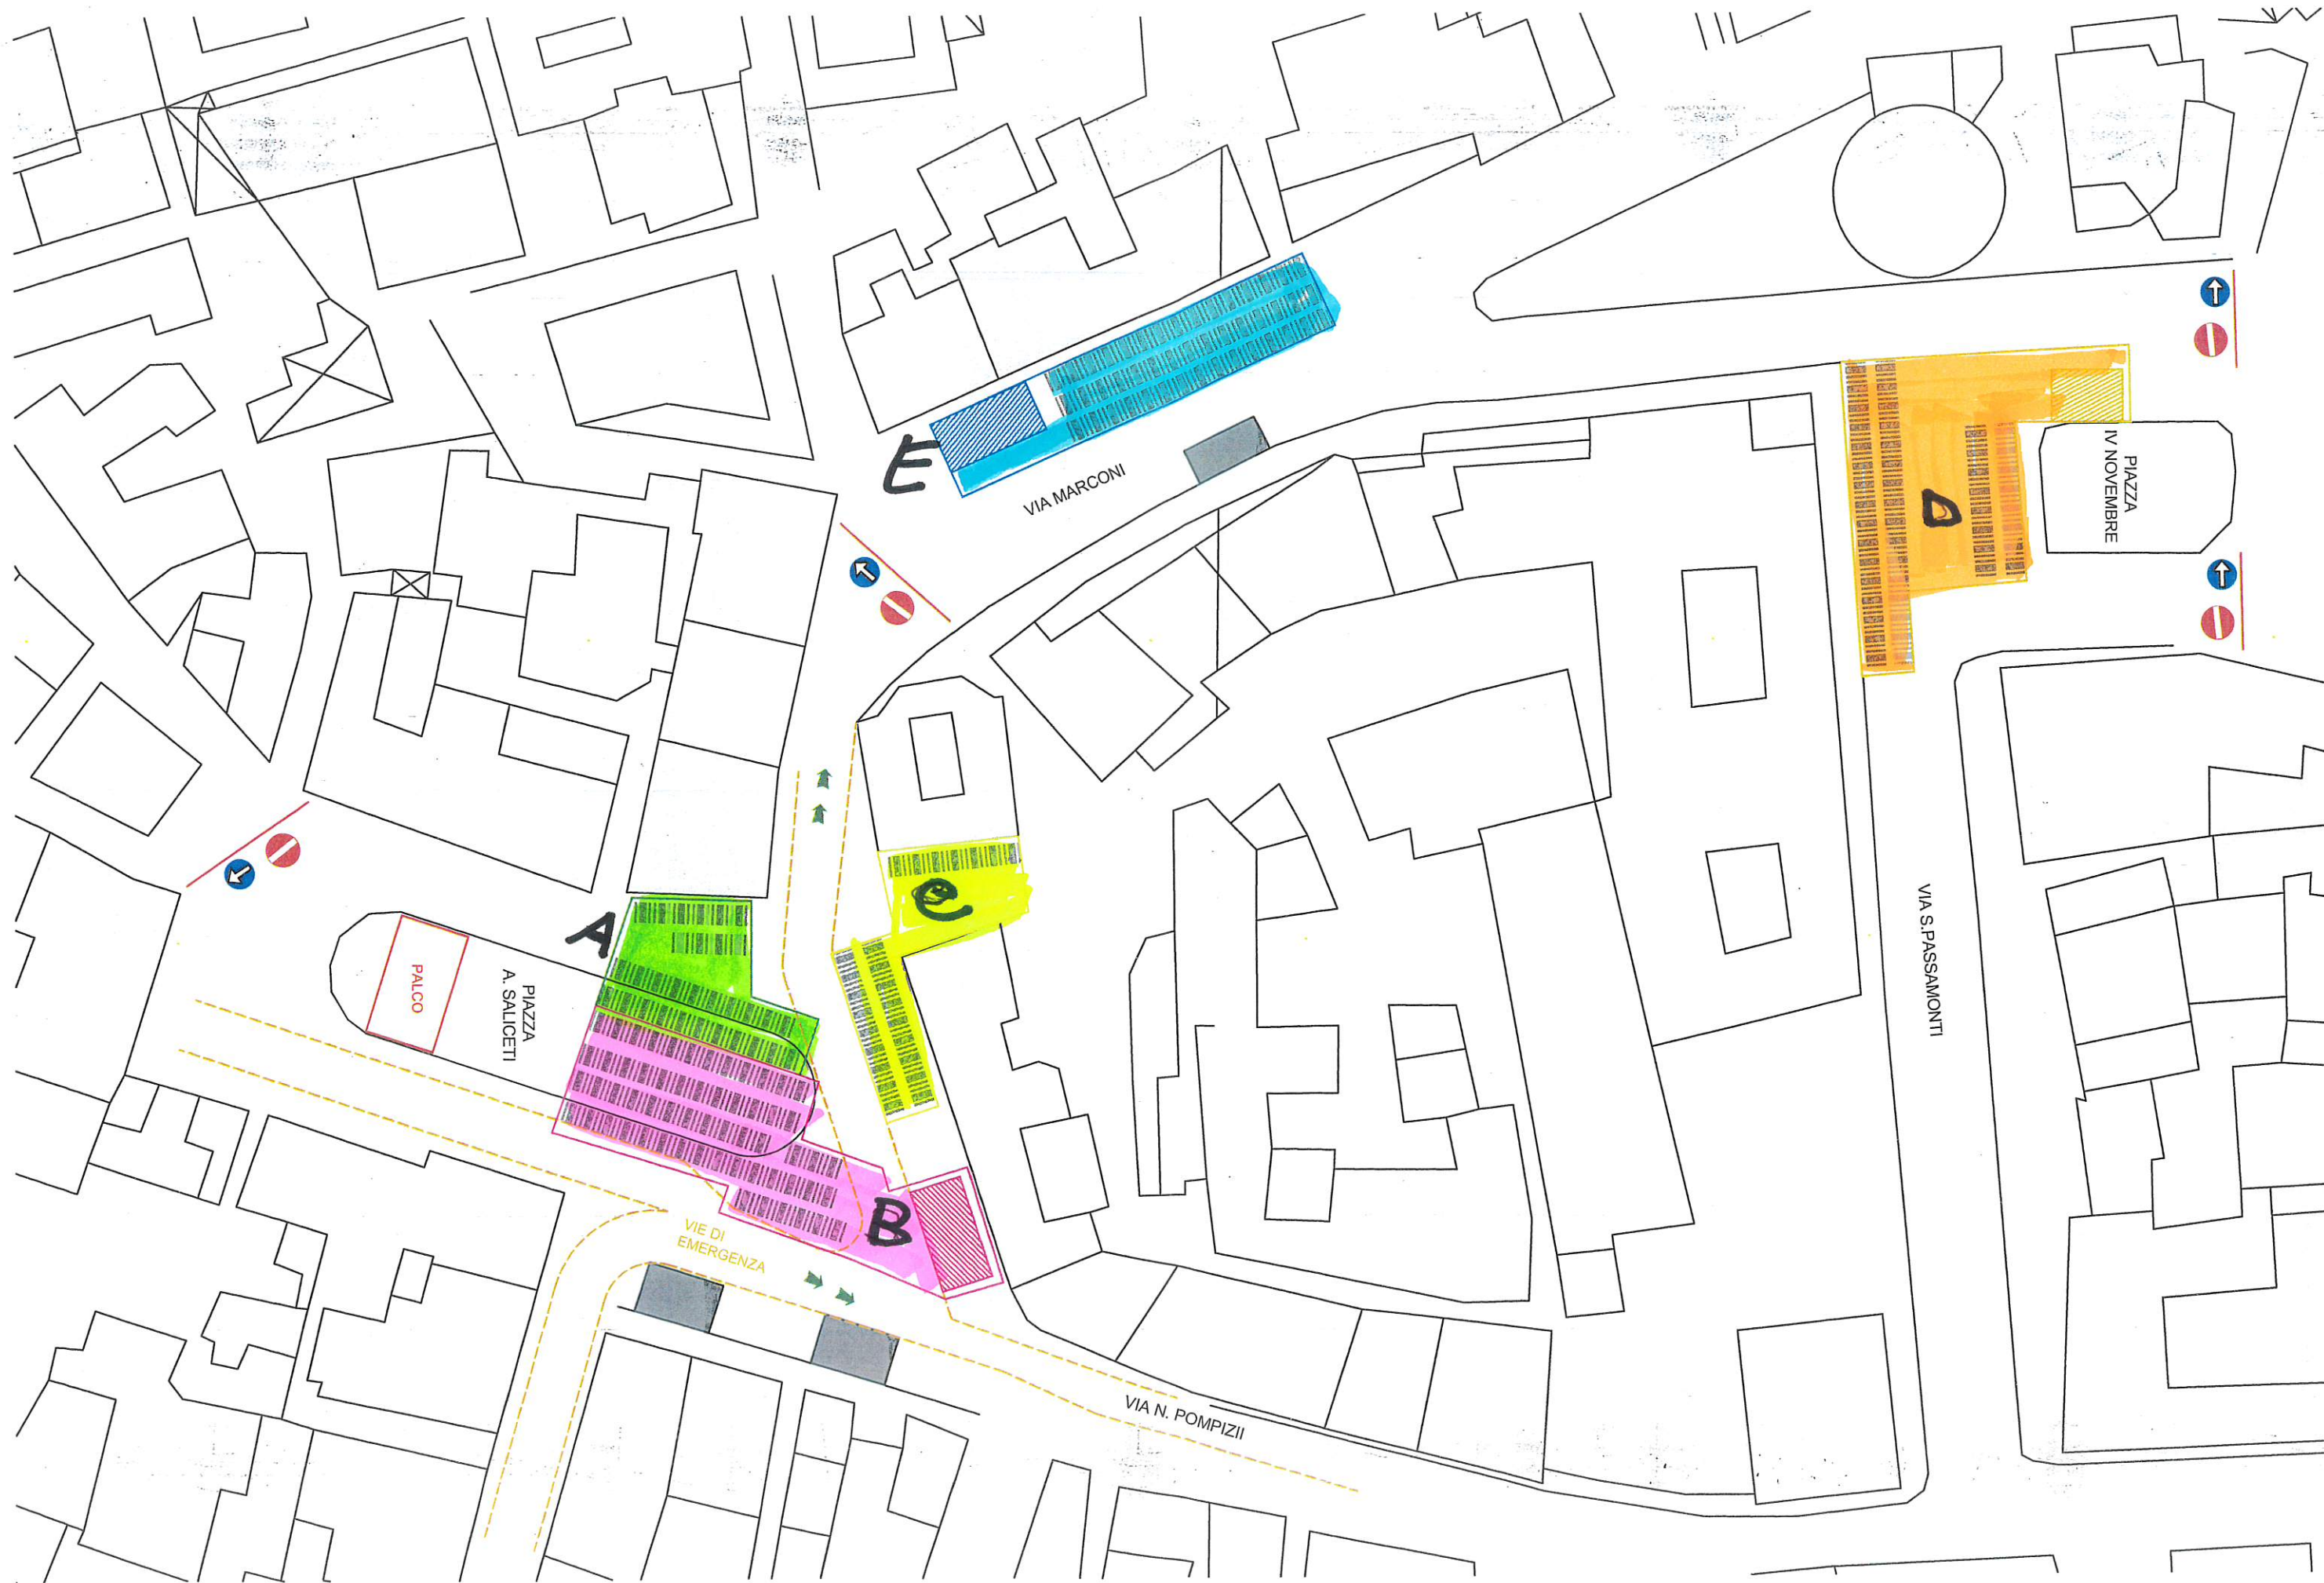 E
VIA MARCONI
PIAZZA
IV NOVEMBRE
D
C
A
PALCO
PIAZZA
A. SALICETI
VIA S.PASSAMONTI
B
VIE DI
EMERGENZA
VIA N. POMPIZII